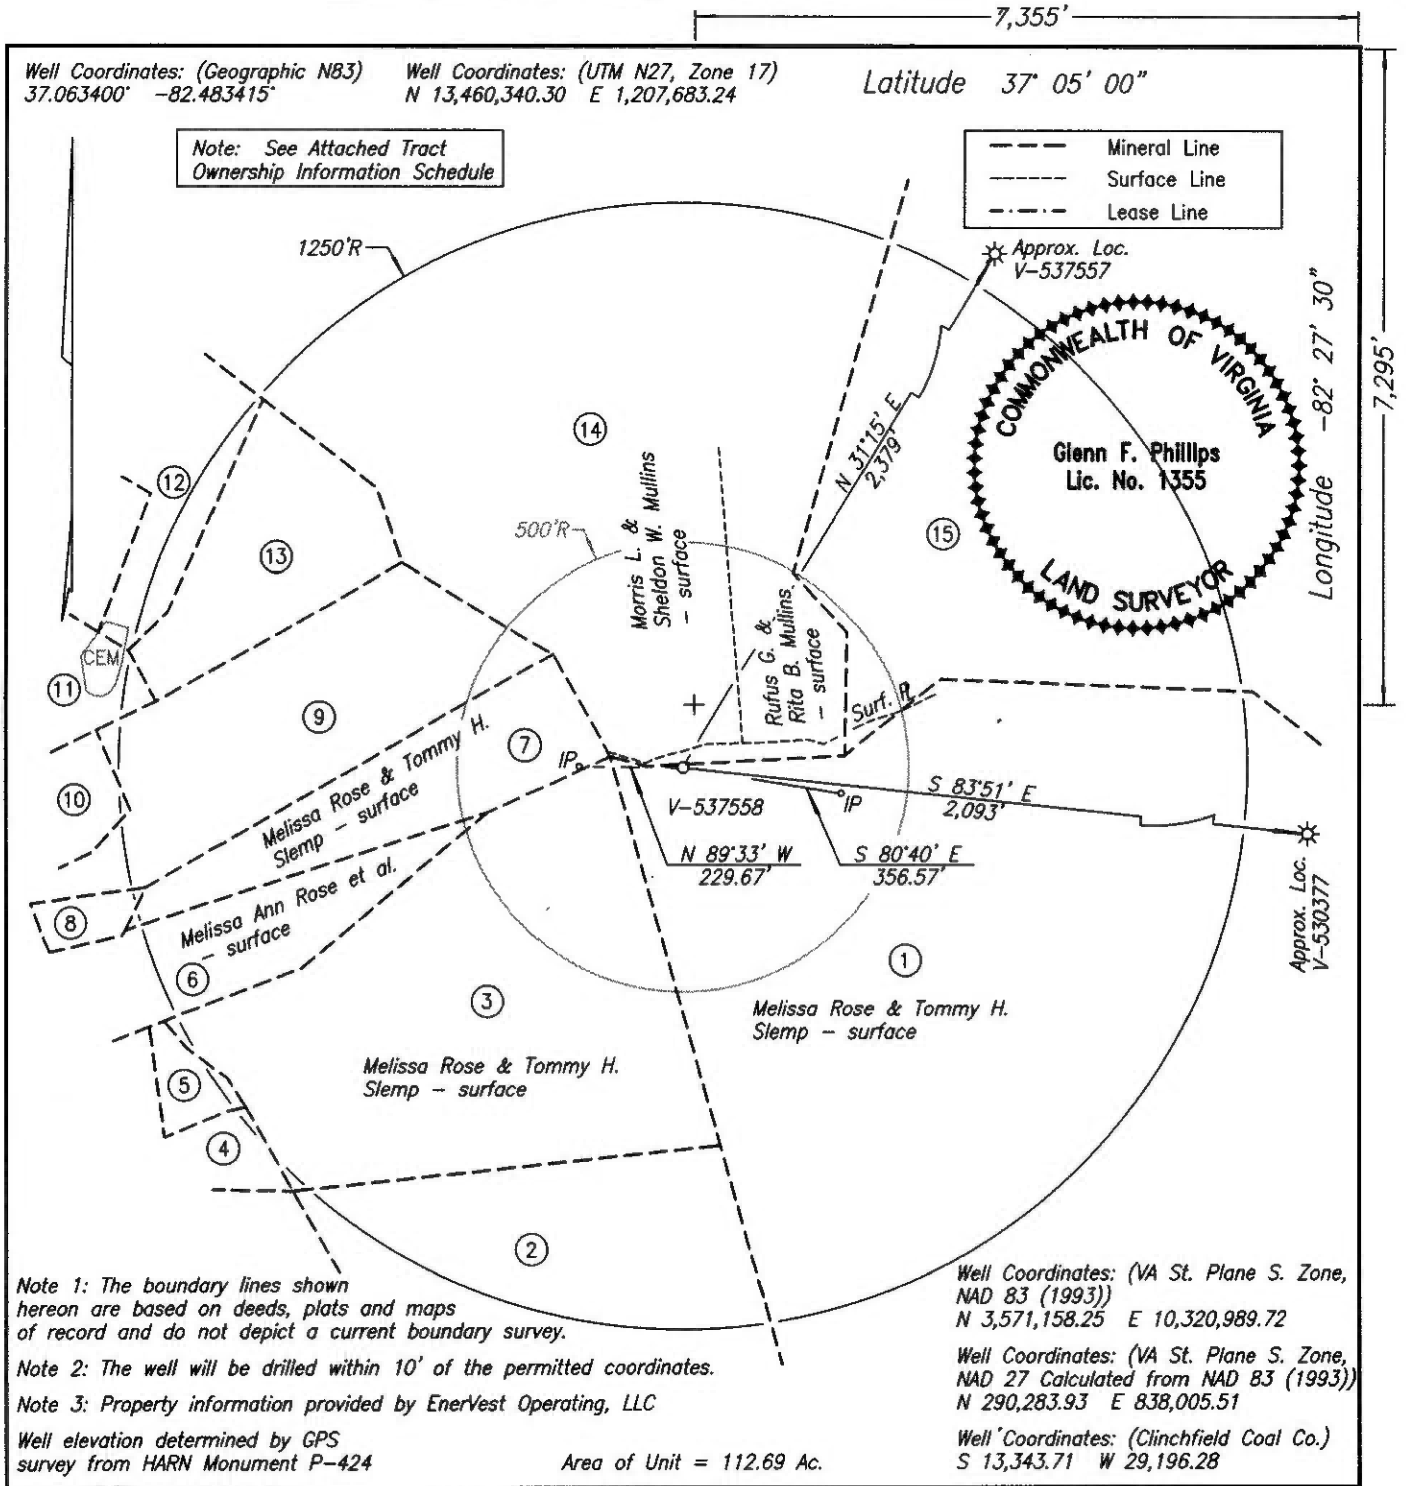 7,355'
Well Coordinates: (Geographic N83)
37.063400° -82.483415°
Well Coordinates: (UTM N27, Zone 17)
N 13,460,340.30 E 1,207,683.24
Latitude 37° 05' 00"
Note: See Attached Tract
Ownership Information Schedule
Mineral Line
Surface Line
Lease Line
1250'R
Approx. Loc.
V-537557
Longitude -82° 27' 30"
7,295'
COMMONWEALTH OF VIRGINIA
Glenn F. Phillips
Lic. No. 1355
LAND SURVEYOR
N 31°15' E
2,379'
14
12
13
15
500'R
Morris L. &
Sheldon W. Mullins
- surface
Rufus G. &
Rita B. Mullins
- surface
Surf. PL
CEM
11
9
7
10
IP
V-537558
IP
S 83°51' E
2,093'
N 89°33' W
229.67'
S 80°40' E
356.57'
Approx. Loc.
V-530377
Melissa Rose & Tommy H.
Slemp - surface
8
Melissa Ann Rose et al.
- surface
6
1
3
Melissa Rose & Tommy H.
Slemp - surface
Melissa Rose & Tommy H.
Slemp - surface
5
4
2
Note 1: The boundary lines shown
hereon are based on deeds, plats and maps
of record and do not depict a current boundary survey.
Note 2: The well will be drilled within 10' of the permitted coordinates.
Note 3: Property information provided by EnerVest Operating, LLC
Well elevation determined by GPS
survey from HARN Monument P-424
Area of Unit = 112.69 Ac.
Well Coordinates: (VA St. Plane S. Zone,
NAD 83 (1993))
N 3,571,158.25 E 10,320,989.72
Well Coordinates: (VA St. Plane S. Zone,
NAD 27 Calculated from NAD 83 (1993))
N 290,283.93 E 838,005.51
Well Coordinates: (Clinchfield Coal Co.)
S 13,343.71 W 29,196.28